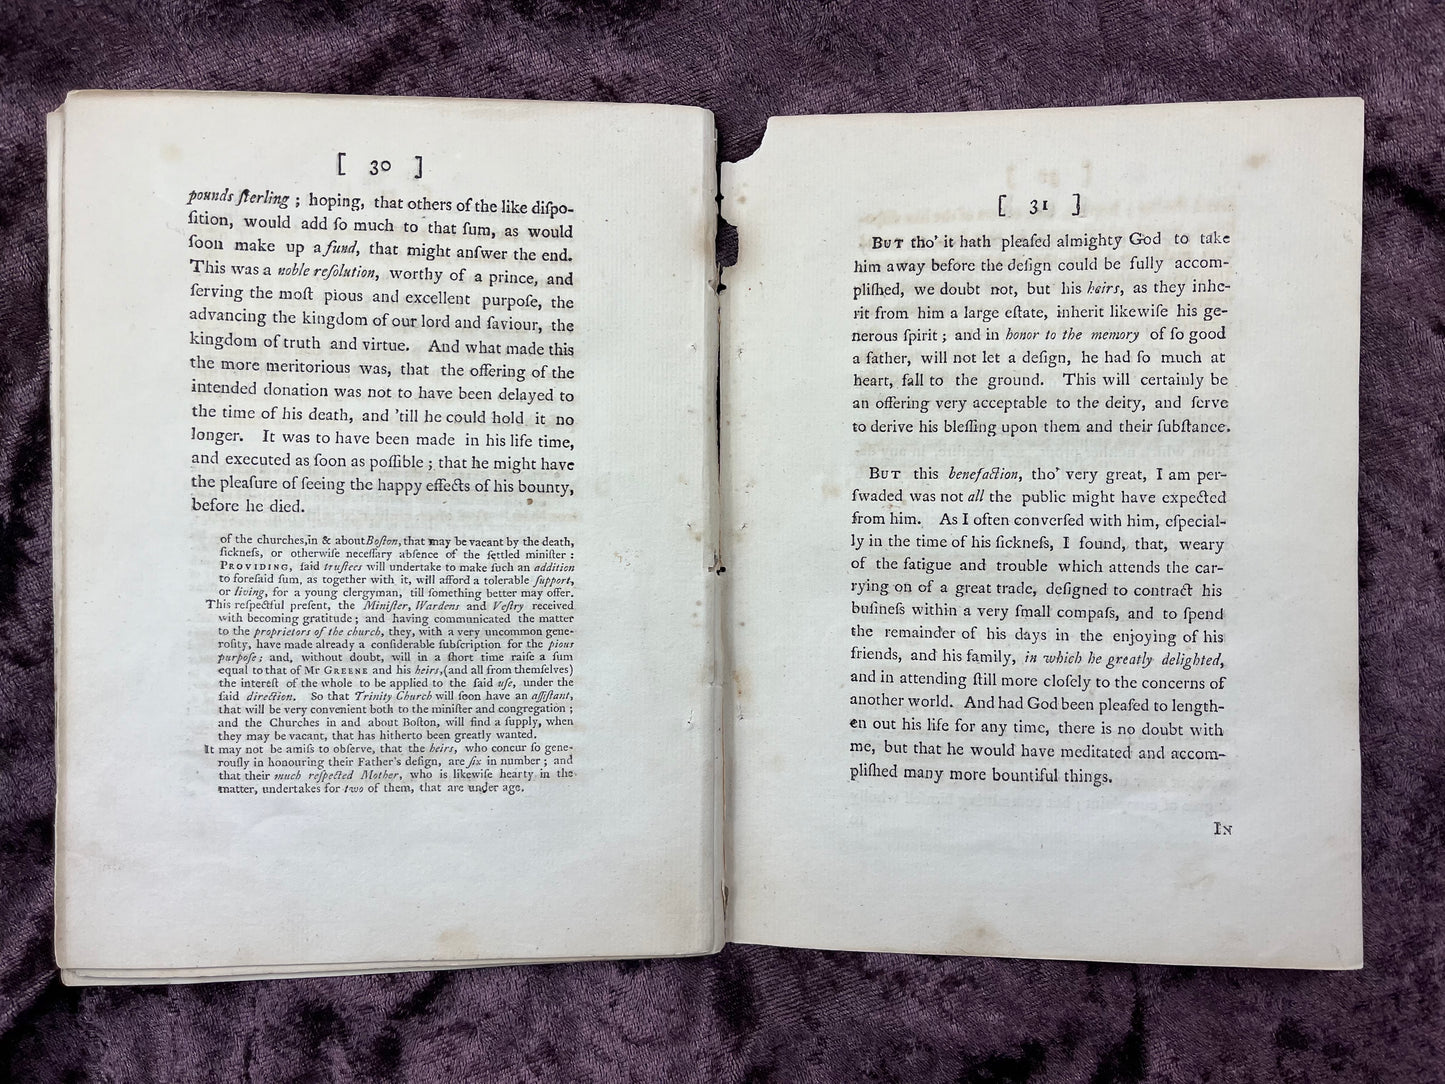 [ 30 ]
pounds ſterling ; hoping, that others of the like diſpo-
ſition, would add ſo much to that ſum, as would
ſoon make up a fund, that might anſwer the end.
This was a noble reſolution, worthy of a prince, and
ſerving the moſt pious and excellent purpoſe, the
advancing the kingdom of our lord and ſaviour, the
kingdom of truth and virtue. And what made this
the more meritorious was, that the offering of the
intended donation was not to have been delayed to
the time of his death, and 'till he could hold it no
longer. It was to have been made in his life time,
and executed as ſoon as poſſible ; that he might have
the pleaſure of ſeeing the happy effects of his bounty,
before he died.
of the churches,in & about Boſton, that may be vacant by the death,
ſickneſs, or otherwiſe neceſſary abſence of the ſettled miniſter :
PROVIDING, ſaid truſtees will undertake to make ſuch an addition
to foreſaid ſum, as together with it, will afford a tolerable ſupport,
or living, for a young clergyman, till ſomething better may offer.
This reſpectful preſent, the Miniſter, Wardens and Veſtry received
with becoming gratitude ; and having communicated the matter
to the proprietors of the church, they, with a very uncommon gene-
roſity, have made already a conſiderable ſubſcription for the pious
purpoſe ; and, without doubt, will in a ſhort time raiſe a ſum
equal to that of Mr GREENE and his heirs,(and all from themſelves)
the intereſt of the whole to be applied to the ſaid uſe, under the
ſaid direction. So that Trinity Church will ſoon have an aſſiſtant,
that will be very convenient both to the miniſter and congregation ;
and the Churches in and about Boſton, will find a ſupply, when
they may be vacant, that has hitherto been greatly wanted.
It may not be amiſs to obſerve, that the heirs, who concur ſo gene-
rouſly in honouring their Father's deſign, are ſix in number ; and
that their much reſpected Mother, who is likewiſe hearty in the
matter, undertakes for two of them, that are under age.
[ 31 ]
BUT tho' it hath pleaſed almighty God to take
him away before the deſign could be fully accom-
pliſhed, we doubt not, but his heirs, as they inhe-
rit from him a large eſtate, inherit likewiſe his ge-
nerous ſpirit ; and in honor to the memory of ſo good
a father, will not let a deſign, he had ſo much at
heart, fall to the ground. This will certainly be
an offering very acceptable to the deity, and ſerve
to derive his bleſſing upon them and their ſubſtance.
BUT this benefaction, tho' very great, I am per-
ſwaded was not all the public might have expected
from him. As I often converſed with him, eſpecial-
ly in the time of his ſickneſs, I found, that, weary
of the fatigue and trouble which attends the car-
rying on of a great trade, deſigned to contract his
buſineſs within a very ſmall compaſs, and to ſpend
the remainder of his days in the enjoying of his
friends, and his family, in which he greatly delighted,
and in attending ſtill more cloſely to the concerns of
another world. And had God been pleaſed to length-
en out his life for any time, there is no doubt with
me, but that he would have meditated and accom-
pliſhed many more bountiful things.
IN